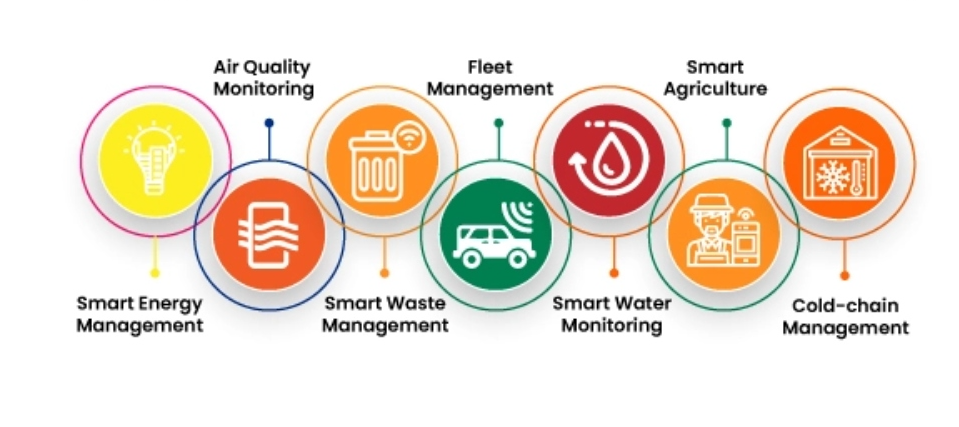 Air Quality
Monitoring
Fleet
Management
Smart
Agriculture
Smart Energy
Management
Smart Waste
Management
Smart Water
Monitoring
Cold-chain
Management